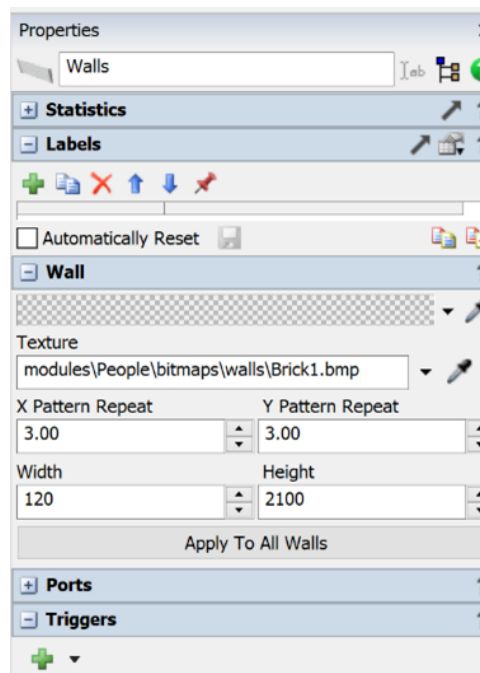 Properties
Walls
ab
Statistics
Labels
Automatically Reset
Wall
Texture
modules\People\bitmaps\walls\Brick1.bmp
X Pattern Repeat Y Pattern Repeat
3.00 3.00
Width Height
120 2100
Apply To All Walls
Ports
Triggers